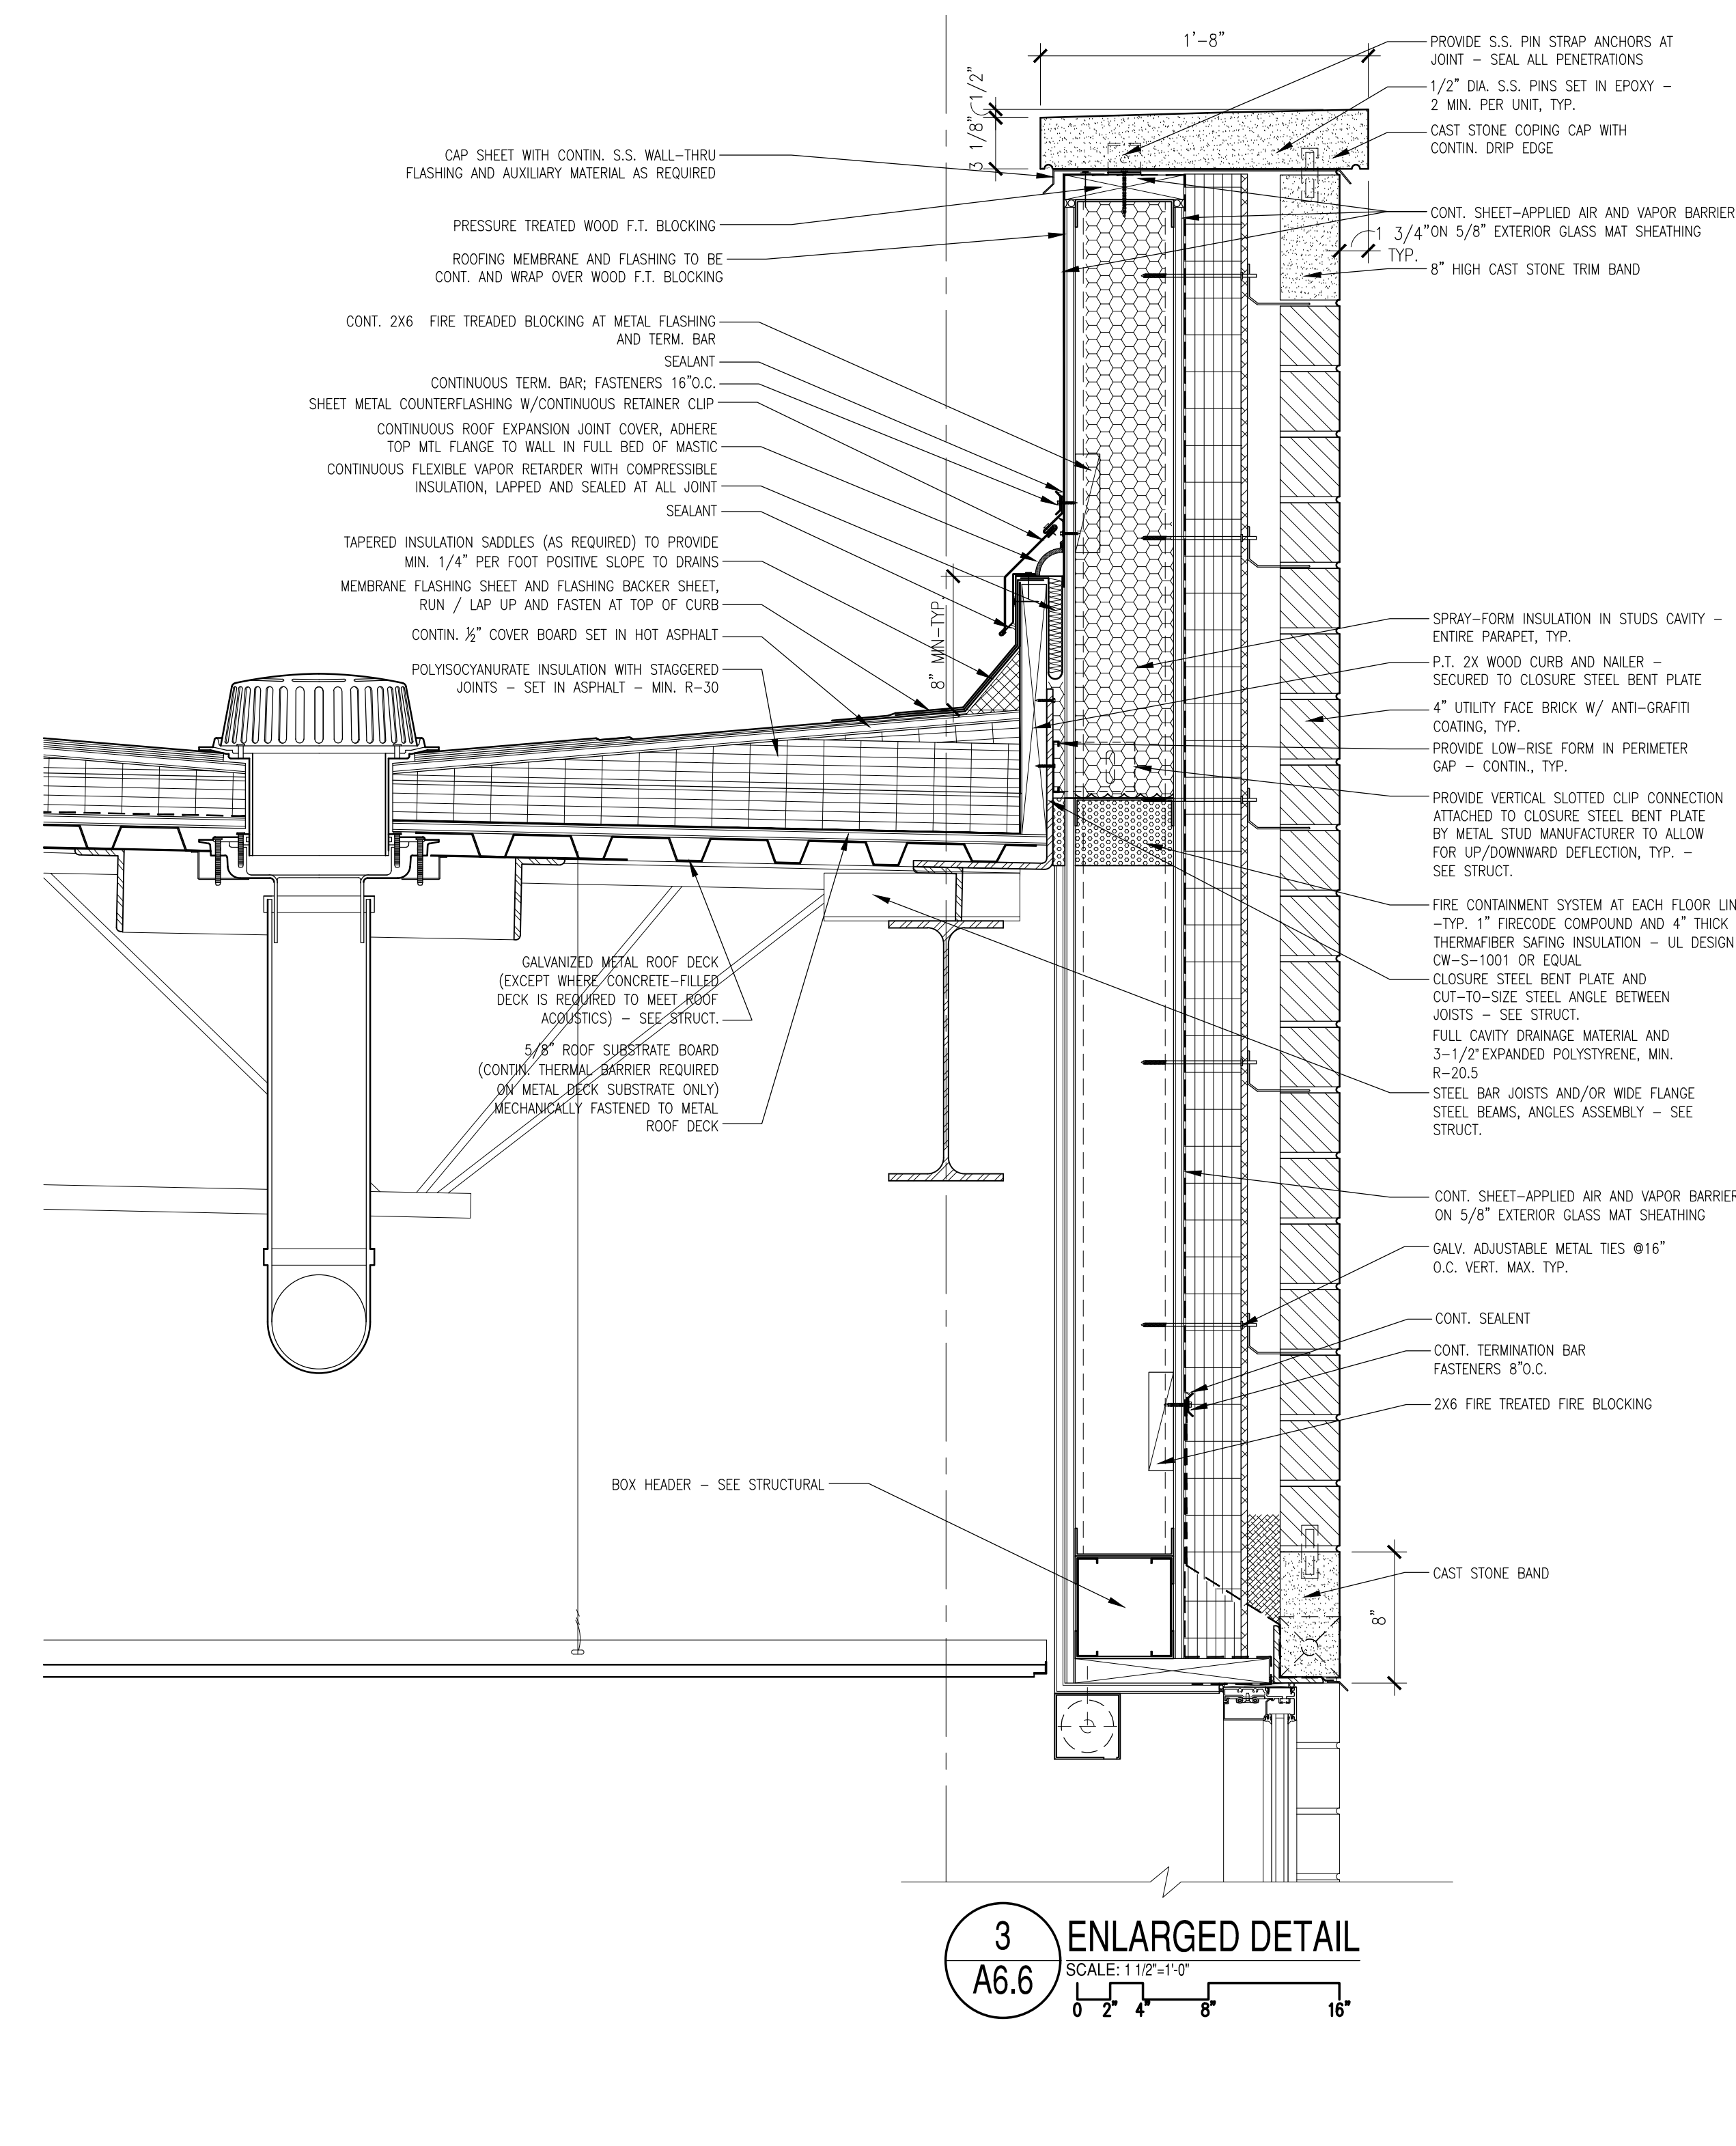 1'-8"
1/2"
3 1/8"
PROVIDE S.S. PIN STRAP ANCHORS AT
JOINT – SEAL ALL PENETRATIONS
1/2" DIA. S.S. PINS SET IN EPOXY –
2 MIN. PER UNIT, TYP.
CAST STONE COPING CAP WITH
CONTIN. DRIP EDGE
CONT. SHEET-APPLIED AIR AND VAPOR BARRIER
ON 5/8" EXTERIOR GLASS MAT SHEATHING
1 3/4"
TYP.
8" HIGH CAST STONE TRIM BAND
CAP SHEET WITH CONTIN. S.S. WALL-THRU
FLASHING AND AUXILIARY MATERIAL AS REQUIRED
PRESSURE TREATED WOOD F.T. BLOCKING
ROOFING MEMBRANE AND FLASHING TO BE
CONT. AND WRAP OVER WOOD F.T. BLOCKING
CONT. 2X6 FIRE TREADED BLOCKING AT METAL FLASHING
AND TERM. BAR
SEALANT
CONTINUOUS TERM. BAR; FASTENERS 16"O.C.
SHEET METAL COUNTERFLASHING W/CONTINUOUS RETAINER CLIP
CONTINUOUS ROOF EXPANSION JOINT COVER, ADHERE
TOP MTL FLANGE TO WALL IN FULL BED OF MASTIC
CONTINUOUS FLEXIBLE VAPOR RETARDER WITH COMPRESSIBLE
INSULATION, LAPPED AND SEALED AT ALL JOINT
SEALANT
TAPERED INSULATION SADDLES (AS REQUIRED) TO PROVIDE
MIN. 1/4" PER FOOT POSITIVE SLOPE TO DRAINS
MEMBRANE FLASHING SHEET AND FLASHING BACKER SHEET,
RUN / LAP UP AND FASTEN AT TOP OF CURB
CONTIN. ½" COVER BOARD SET IN HOT ASPHALT
POLYISOCYANURATE INSULATION WITH STAGGERED
JOINTS – SET IN ASPHALT – MIN. R-30
8" MIN-TYP.
SPRAY-FORM INSULATION IN STUDS CAVITY –
ENTIRE PARAPET, TYP.
P.T. 2X WOOD CURB AND NAILER –
SECURED TO CLOSURE STEEL BENT PLATE
4" UTILITY FACE BRICK W/ ANTI-GRAFITI
COATING, TYP.
PROVIDE LOW-RISE FORM IN PERIMETER
GAP – CONTIN., TYP.
PROVIDE VERTICAL SLOTTED CLIP CONNECTION
ATTACHED TO CLOSURE STEEL BENT PLATE
BY METAL STUD MANUFACTURER TO ALLOW
FOR UP/DOWNWARD DEFLECTION, TYP. –
SEE STRUCT.
FIRE CONTAINMENT SYSTEM AT EACH FLOOR LIN
-TYP. 1" FIRECODE COMPOUND AND 4" THICK
THERMAFIBER SAFING INSULATION – UL DESIGN
CW-S-1001 OR EQUAL
CLOSURE STEEL BENT PLATE AND
CUT-TO-SIZE STEEL ANGLE BETWEEN
JOISTS – SEE STRUCT.
FULL CAVITY DRAINAGE MATERIAL AND
3-1/2" EXPANDED POLYSTYRENE, MIN.
R-20.5
STEEL BAR JOISTS AND/OR WIDE FLANGE
STEEL BEAMS, ANGLES ASSEMBLY – SEE
STRUCT.
GALVANIZED METAL ROOF DECK
(EXCEPT WHERE CONCRETE-FILLED
DECK IS REQUIRED TO MEET ROOF
ACOUSTICS) – SEE STRUCT.
5/8" ROOF SUBSTRATE BOARD
(CONTIN. THERMAL BARRIER REQUIRED
ON METAL DECK SUBSTRATE ONLY)
MECHANICALLY FASTENED TO METAL
ROOF DECK
CONT. SHEET-APPLIED AIR AND VAPOR BARRIER
ON 5/8" EXTERIOR GLASS MAT SHEATHING
GALV. ADJUSTABLE METAL TIES @16"
O.C. VERT. MAX. TYP.
CONT. SEALENT
CONT. TERMINATION BAR
FASTENERS 8"O.C.
2X6 FIRE TREATED FIRE BLOCKING
BOX HEADER – SEE STRUCTURAL
CAST STONE BAND
8"
3
A6.6
ENLARGED DETAIL
SCALE: 1 1/2"=1'-0"
0 2" 4" 8" 16"